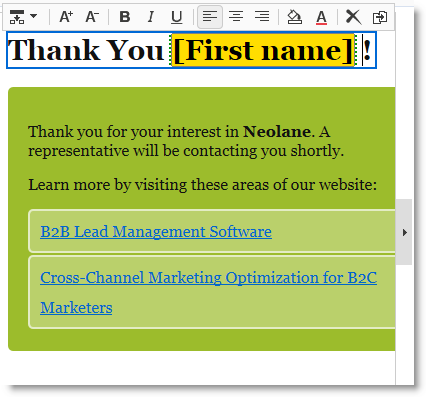 A+ A- B I U A
Thank You [First name] !
Thank you for your interest in Neolane. A
representative will be contacting you shortly.
Learn more by visiting these areas of our website:
B2B Lead Management Software
Cross-Channel Marketing Optimization for B2C
Marketers